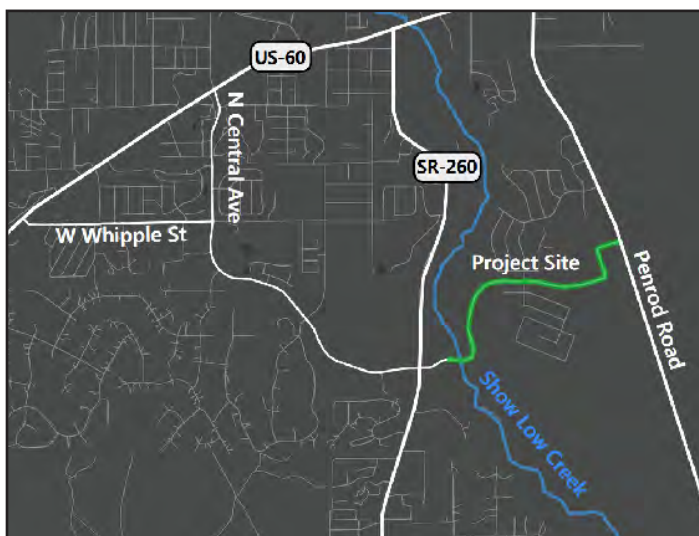 US-60
N Central Ave
SR-260
W Whipple St
Project Site
Penrod Road
Show Low Creek